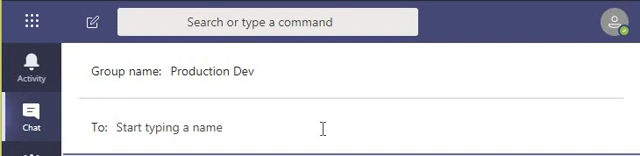 Search or type a command
Activity
Group name: Production Dev
Chat
To: Start typing a name